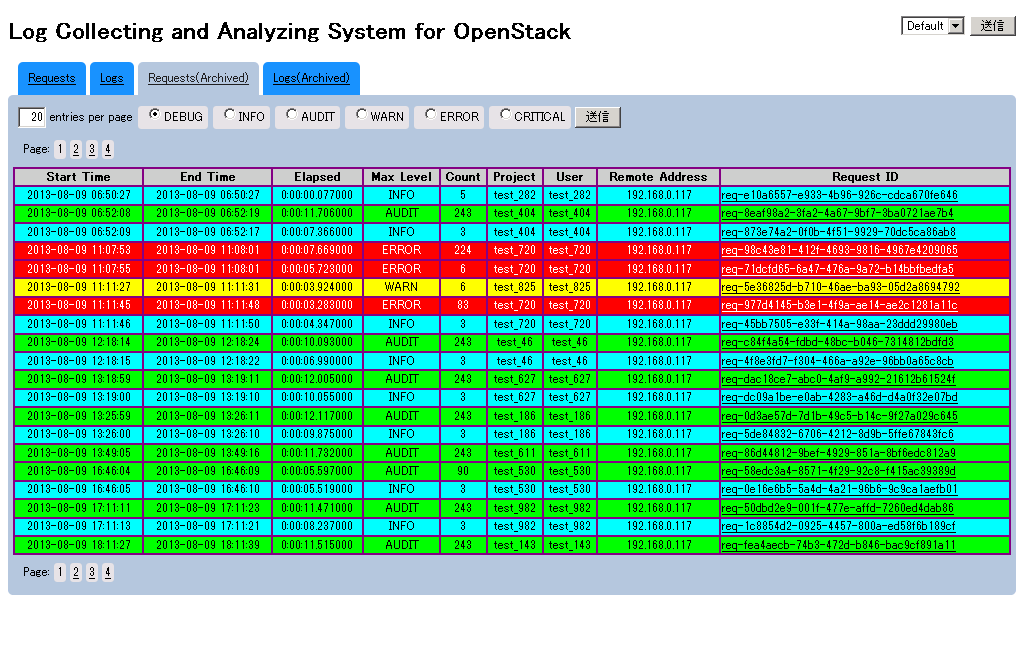 Log Collecting and Analyzing System for OpenStack
Default 送信
Requests Logs Requests(Archived) Logs(Archived)
20 entries per page DEBUG INFO AUDIT WARN ERROR CRITICAL 送信
Page: 1 2 3 4
Start Time End Time Elapsed Max Level Count Project User Remote Address Request ID
2013-08-09 06:50:27 2013-08-09 06:50:27 0:00:00.077000 INFO 5 test_282 test_282 192.168.0.117 req-e10a6557-e933-4b96-926c-cdca670fe646
2013-08-09 06:52:08 2013-08-09 06:52:19 0:00:11.706000 AUDIT 243 test_404 test_404 192.168.0.117 req-8eaf98a2-3fa2-4a67-9bf7-3ba0721ae7b4
2013-08-09 06:52:09 2013-08-09 06:52:17 0:00:07.366000 INFO 3 test_404 test_404 192.168.0.117 req-873e74a2-0f0b-4f51-9929-70dc5ca86ab8
2013-08-09 11:07:53 2013-08-09 11:08:01 0:00:07.669000 ERROR 224 test_720 test_720 192.168.0.117 req-98c43e81-412f-4693-9816-4967e4209065
2013-08-09 11:07:55 2013-08-09 11:08:01 0:00:05.723000 ERROR 6 test_720 test_720 192.168.0.117 req-71dcfd65-6a47-476a-9a72-b14bbfbedfa5
2013-08-09 11:11:27 2013-08-09 11:11:31 0:00:03.924000 WARN 6 test_825 test_825 192.168.0.117 req-5e36825d-b710-46ae-ba93-05d2a8694792
2013-08-09 11:11:45 2013-08-09 11:11:48 0:00:03.283000 ERROR 83 test_720 test_720 192.168.0.117 req-977d4145-b3e1-4f9a-ae14-ae2c1281a11c
2013-08-09 11:11:46 2013-08-09 11:11:50 0:00:04.347000 INFO 3 test_720 test_720 192.168.0.117 req-45bb7505-e33f-414a-98aa-23ddd29980eb
2013-08-09 12:18:14 2013-08-09 12:18:24 0:00:10.093000 AUDIT 243 test_46 test_46 192.168.0.117 req-c84f4a54-fdbd-48bc-b046-7314812bdfd3
2013-08-09 12:18:15 2013-08-09 12:18:22 0:00:06.990000 INFO 3 test_46 test_46 192.168.0.117 req-4f8e3fd7-f304-466a-a92e-96bb0a65c8cb
2013-08-09 13:18:59 2013-08-09 13:19:11 0:00:12.005000 AUDIT 243 test_627 test_627 192.168.0.117 req-dac18ce7-abc0-4af9-a992-21612b61524f
2013-08-09 13:19:00 2013-08-09 13:19:10 0:00:10.055000 INFO 3 test_627 test_627 192.168.0.117 req-dc09a1be-e0ab-4283-a46d-d4a0f32e07bd
2013-08-09 13:25:59 2013-08-09 13:26:11 0:00:12.117000 AUDIT 243 test_186 test_186 192.168.0.117 req-0d3ae57d-7d1b-49c5-b14c-9f27a029c645
2013-08-09 13:26:00 2013-08-09 13:26:10 0:00:09.875000 INFO 3 test_186 test_186 192.168.0.117 req-5de84832-6706-4212-8d9b-5ffe67843fc6
2013-08-09 13:49:05 2013-08-09 13:49:16 0:00:11.732000 AUDIT 243 test_611 test_611 192.168.0.117 req-86d44812-9bef-4929-851a-8bf6edc812a9
2013-08-09 16:46:04 2013-08-09 16:46:09 0:00:05.597000 AUDIT 90 test_530 test_530 192.168.0.117 req-58edc3a4-8571-4f29-92c8-f415ac39389d
2013-08-09 16:46:05 2013-08-09 16:46:10 0:00:05.519000 INFO 3 test_530 test_530 192.168.0.117 req-0e16e6b5-5a4d-4a21-96b6-9c9ca1aefb01
2013-08-09 17:11:11 2013-08-09 17:11:23 0:00:11.471000 AUDIT 243 test_982 test_982 192.168.0.117 req-50dbd2e9-001f-477e-affd-7260ed4dab86
2013-08-09 17:11:13 2013-08-09 17:11:21 0:00:08.237000 INFO 3 test_982 test_982 192.168.0.117 req-1c8854d2-0925-4457-800a-ed58f6b189cf
2013-08-09 18:11:27 2013-08-09 18:11:39 0:00:11.515000 AUDIT 243 test_143 test_143 192.168.0.117 req-fea4aecb-74b3-472d-b846-bac9cf891a11
Page: 1 2 3 4